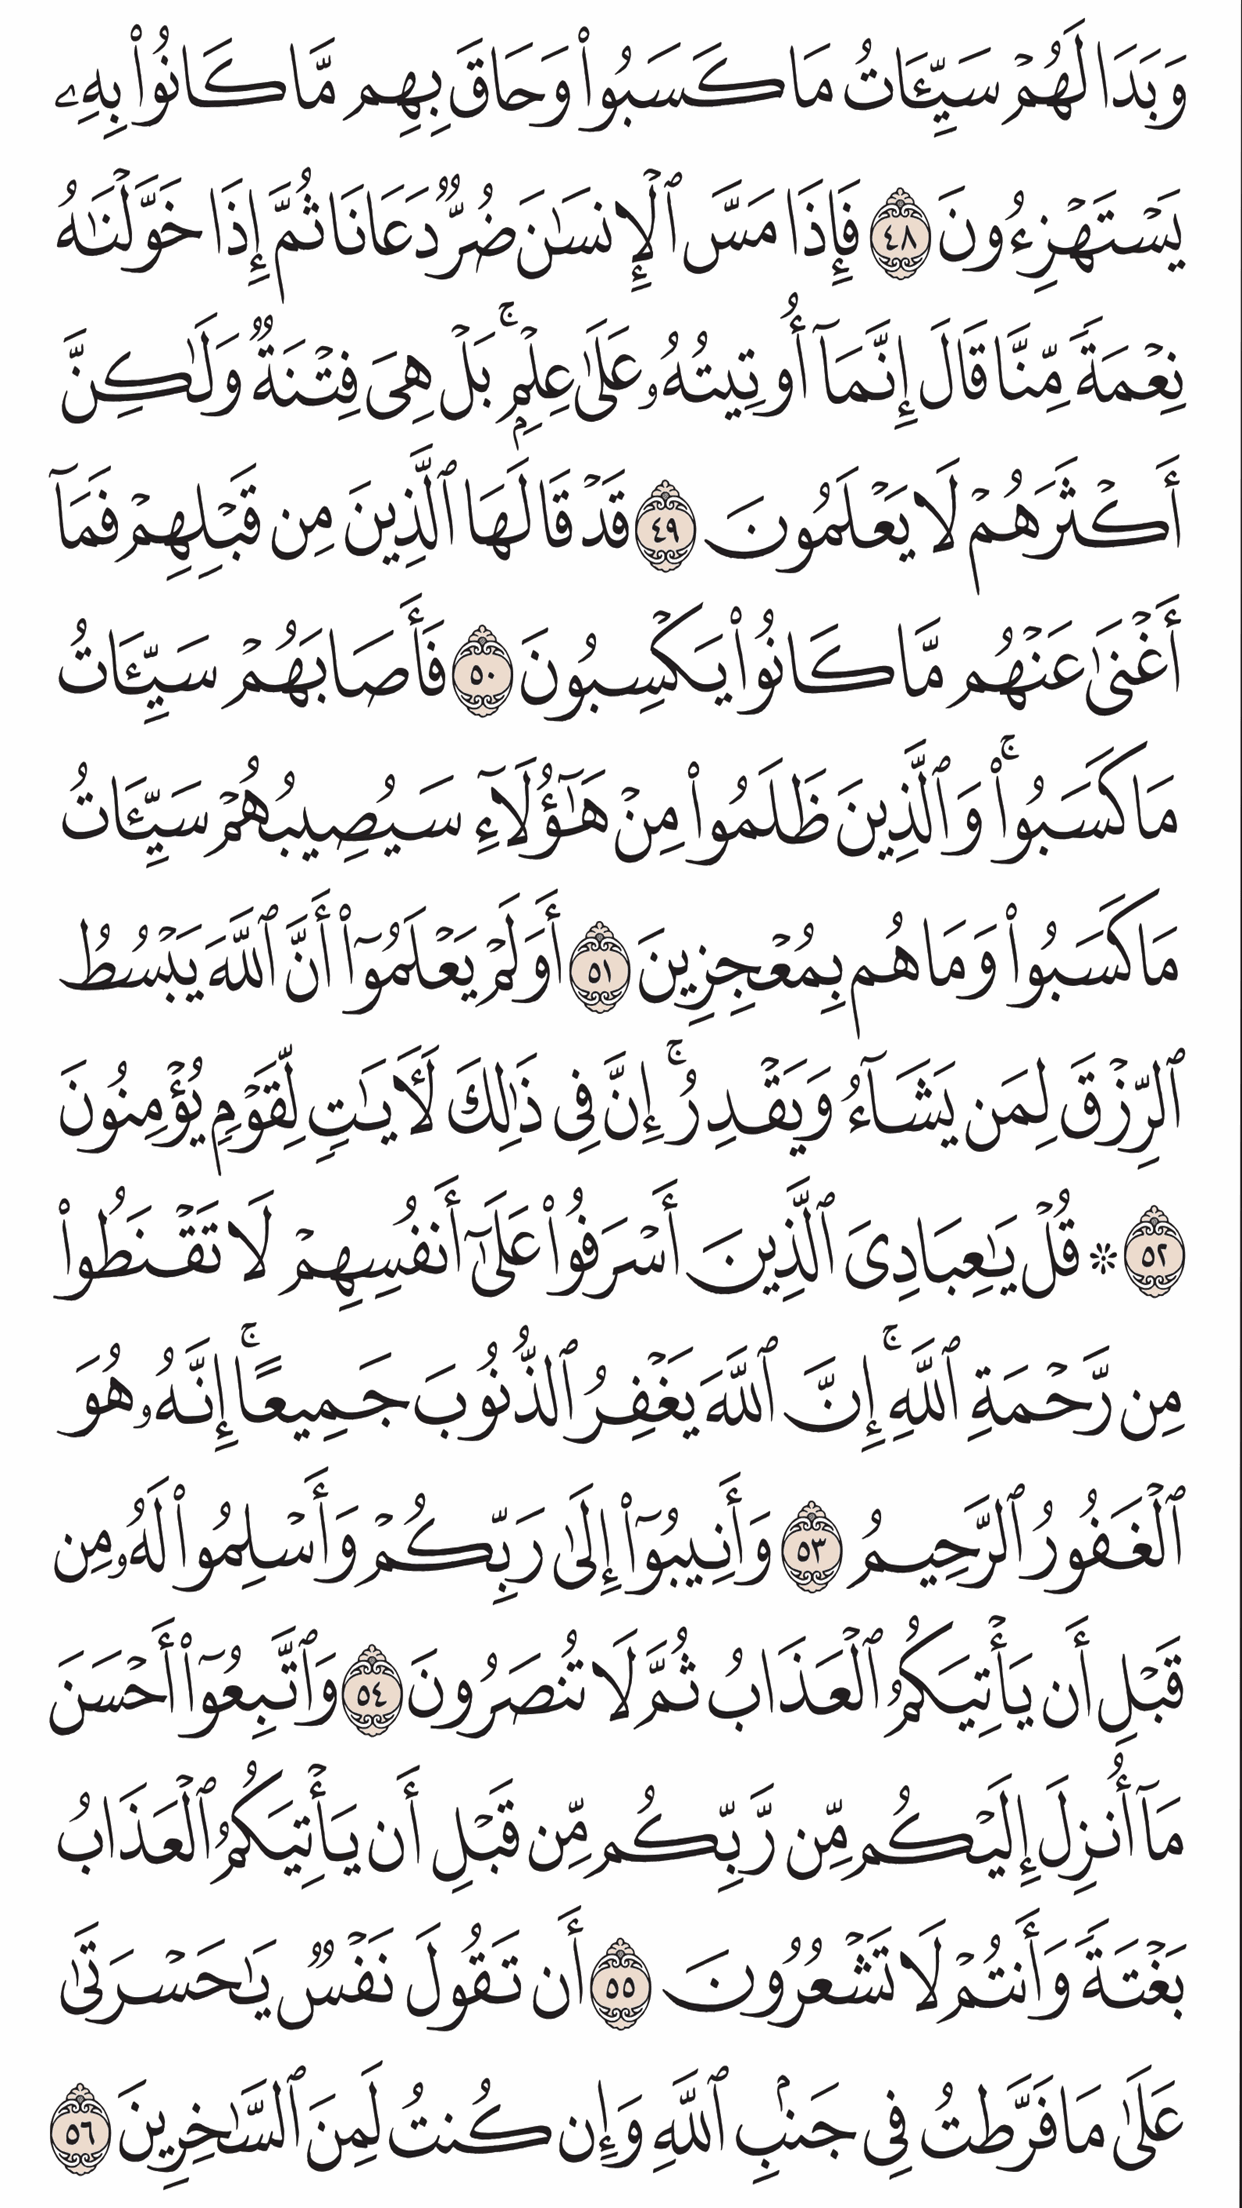 وَبَدَا لَهُمۡ سَيِّـَٔاتُ مَا كَسَبُواْ وَحَاقَ بِهِم مَّا كَانُواْ بِهِۦ
يَسۡتَهۡزِءُونَ ٤٨ فَإِذَا مَسَّ ٱلۡإِنسَٰنَ ضُرّٞ دَعَانَا ثُمَّ إِذَا خَوَّلۡنَٰهُ
نِعۡمَةٗ مِّنَّا قَالَ إِنَّمَآ أُوتِيتُهُۥ عَلَىٰ عِلۡمِۭۚ بَلۡ هِيَ فِتۡنَةٞ وَلَٰكِنَّ
أَكۡثَرَهُمۡ لَا يَعۡلَمُونَ ٤٩ قَدۡ قَالَهَا ٱلَّذِينَ مِن قَبۡلِهِمۡ فَمَآ
أَغۡنَىٰ عَنۡهُم مَّا كَانُواْ يَكۡسِبُونَ ٥٠ فَأَصَابَهُمۡ سَيِّـَٔاتُ
مَا كَسَبُواْۚ وَٱلَّذِينَ ظَلَمُواْ مِنۡ هَٰٓؤُلَآءِ سَيُصِيبُهُمۡ سَيِّـَٔاتُ
مَا كَسَبُواْ وَمَا هُم بِمُعۡجِزِينَ ٥١ أَوَلَمۡ يَعۡلَمُوٓاْ أَنَّ ٱللَّهَ يَبۡسُطُ
ٱلرِّزۡقَ لِمَن يَشَآءُ وَيَقۡدِرُۚ إِنَّ فِي ذَٰلِكَ لَأٓيَٰتٖ لِّقَوۡمٖ يُؤۡمِنُونَ
٥٢ ۞ قُلۡ يَٰعِبَادِيَ ٱلَّذِينَ أَسۡرَفُواْ عَلَىٰٓ أَنفُسِهِمۡ لَا تَقۡنَطُواْ
مِن رَّحۡمَةِ ٱللَّهِۚ إِنَّ ٱللَّهَ يَغۡفِرُ ٱلذُّنُوبَ جَمِيعًاۚ إِنَّهُۥ هُوَ
ٱلۡغَفُورُ ٱلرَّحِيمُ ٥٣ وَأَنِيبُوٓاْ إِلَىٰ رَبِّكُمۡ وَأَسۡلِمُواْ لَهُۥ مِن
قَبۡلِ أَن يَأۡتِيَكُمُ ٱلۡعَذَابُ ثُمَّ لَا تُنصَرُونَ ٥٤ وَٱتَّبِعُوٓاْ أَحۡسَنَ
مَآ أُنزِلَ إِلَيۡكُم مِّن رَّبِّكُم مِّن قَبۡلِ أَن يَأۡتِيَكُمُ ٱلۡعَذَابُ
بَغۡتَةٗ وَأَنتُمۡ لَا تَشۡعُرُونَ ٥٥ أَن تَقُولَ نَفۡسٞ يَٰحَسۡرَتَىٰ
عَلَىٰ مَا فَرَّطتُ فِي جَنۢبِ ٱللَّهِ وَإِن كُنتُ لَمِنَ ٱلسَّٰخِرِينَ ٥٦